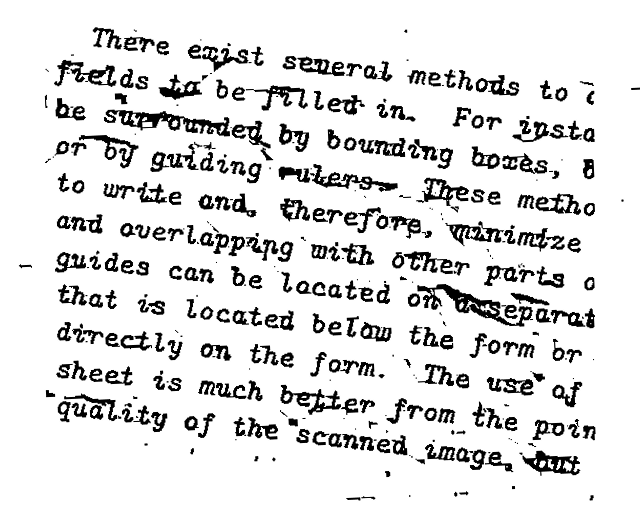 There exist several methods to
fields to be filled in. For insta
be surrounded by bounding boxes,
or by guiding rulers. These metho
to write and, therefore, minimize
and overlapping with other parts o
guides can be located on a separat
that is located below the form or
directly on the form. The use of
sheet is much better from the poin
quality of the scanned image, but